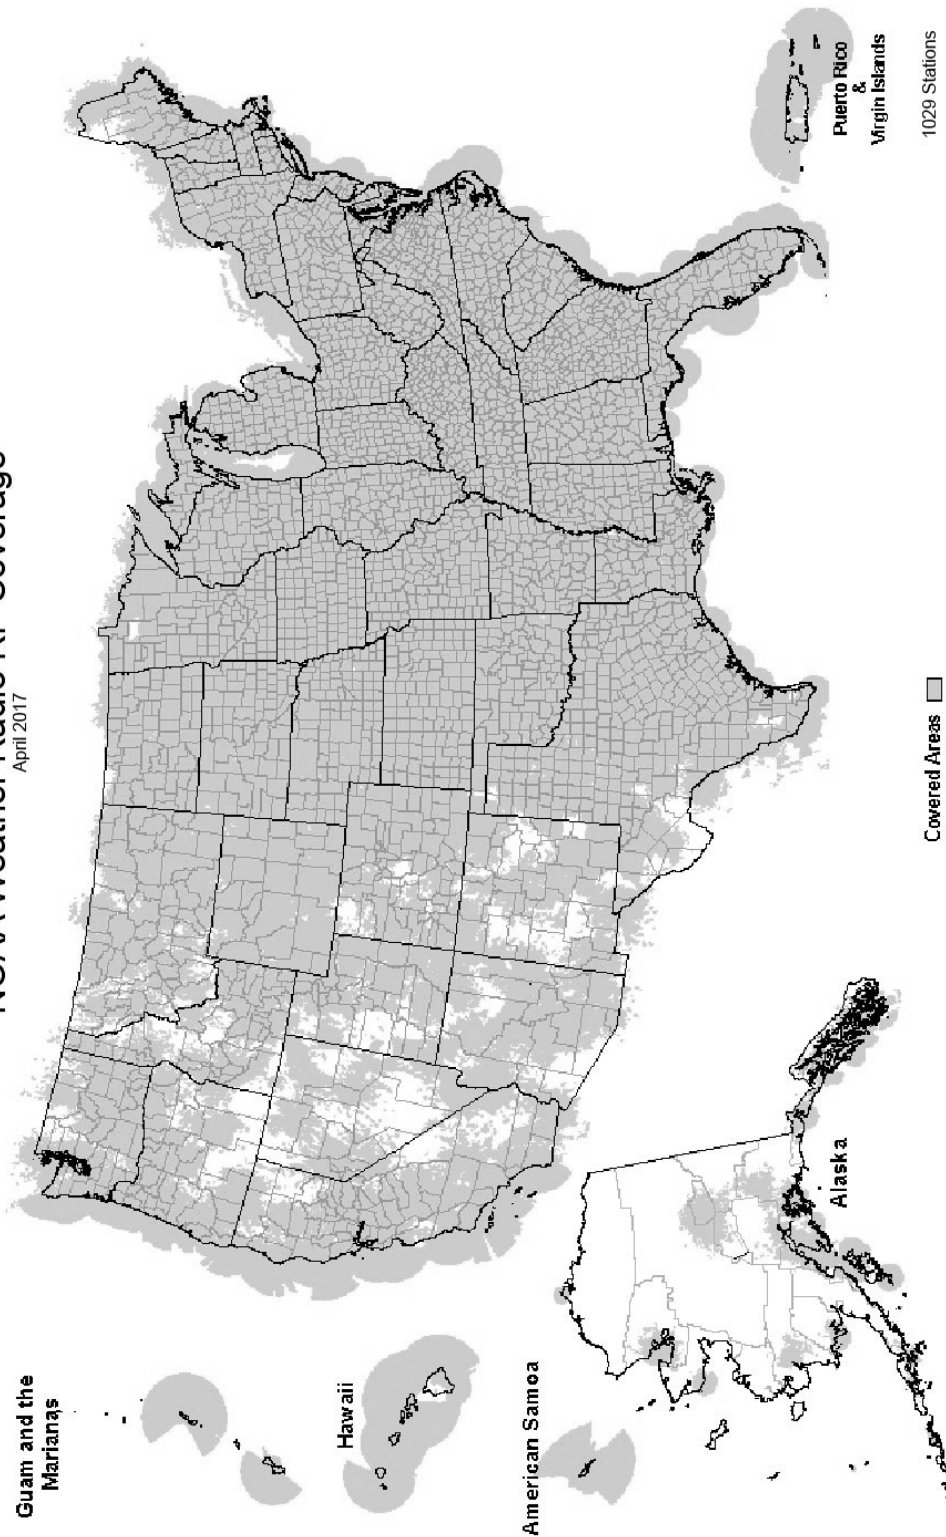 NOAA Weather Radio RF Coverage
April 2017
Guam and the
Marianas
Hawaii
American Samoa
Alaska
Puerto Rico
&
Virgin Islands
Covered Areas
1029 Stations